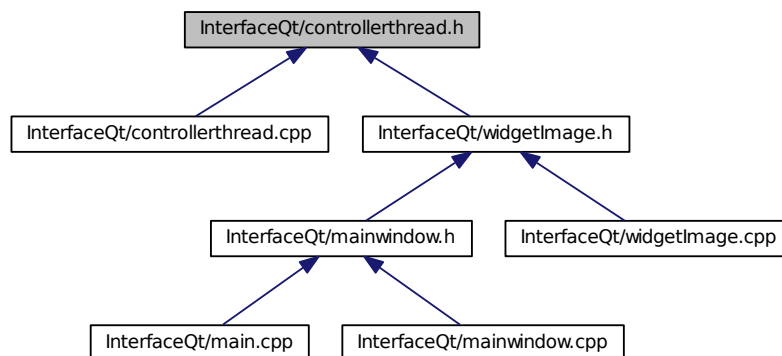 InterfaceQt/controllerthread.h
InterfaceQt/controllerthread.cpp
InterfaceQt/widgetImage.h
InterfaceQt/mainwindow.h
InterfaceQt/widgetImage.cpp
InterfaceQt/main.cpp
InterfaceQt/mainwindow.cpp